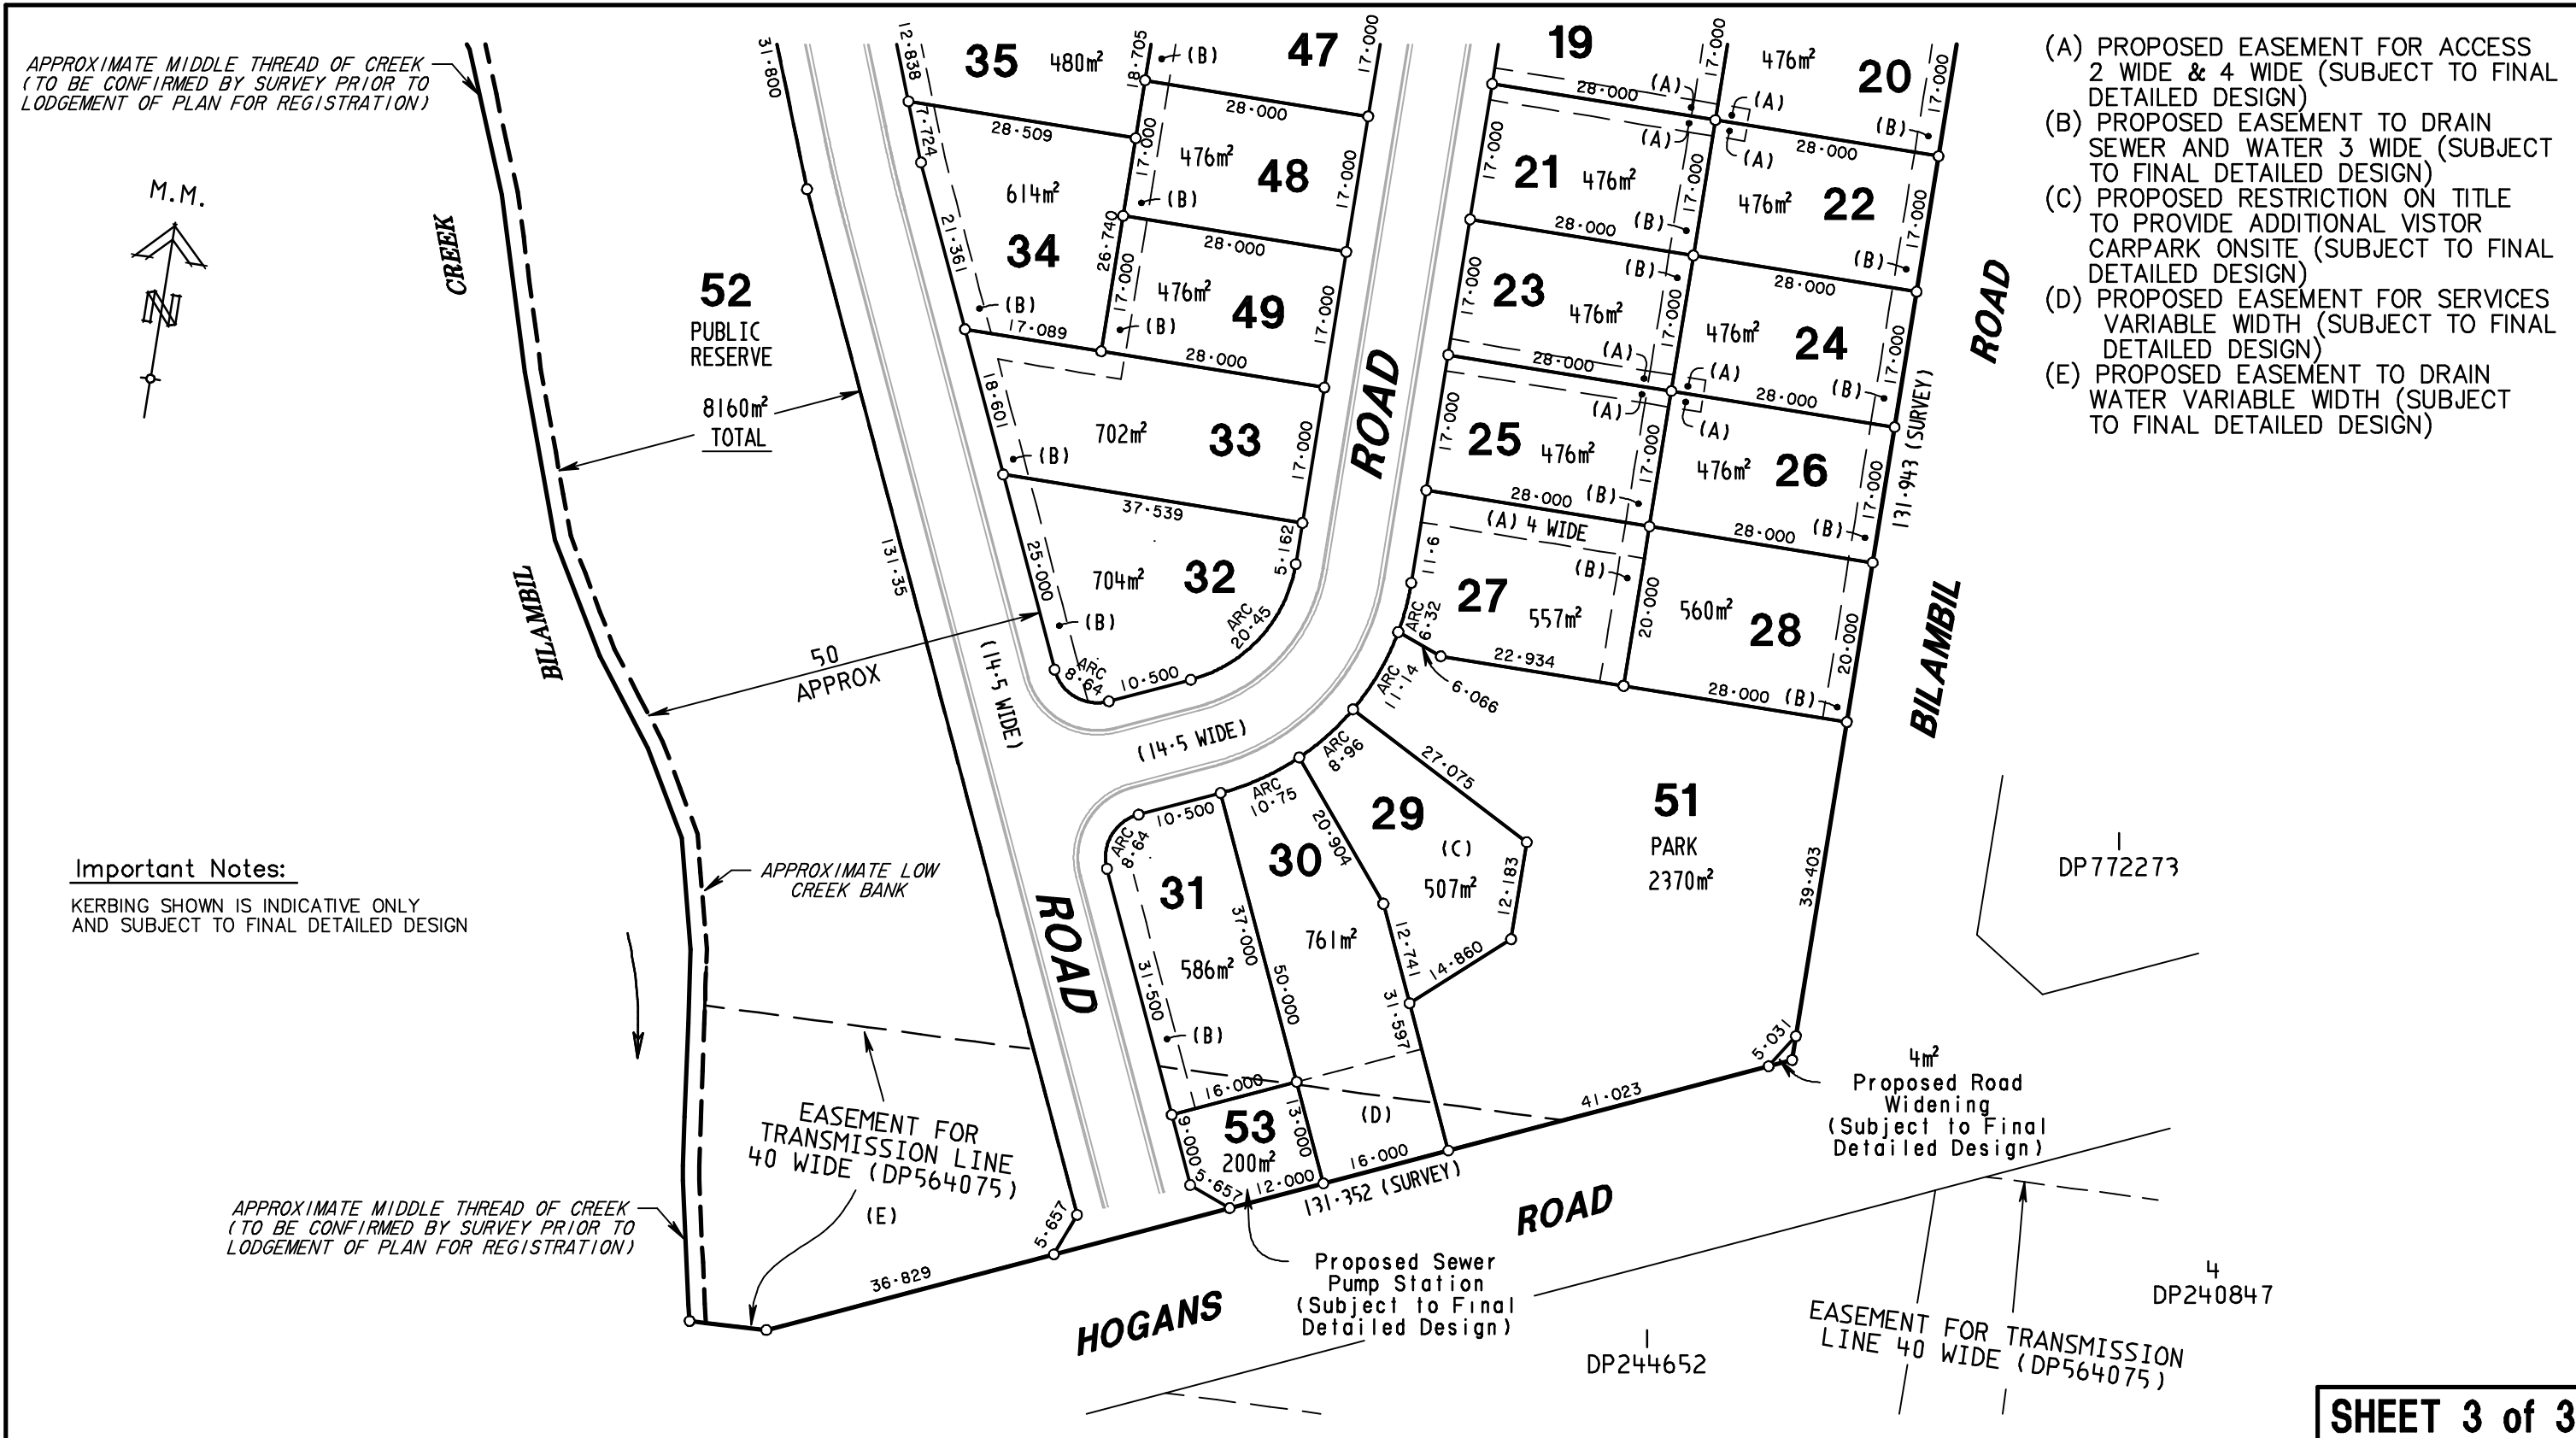 APPROXIMATE MIDDLE THREAD OF CREEK
(TO BE CONFIRMED BY SURVEY PRIOR TO
LODGEMENT OF PLAN FOR REGISTRATION)
M.M.
N
CREEK
BILAMBIL
52
PUBLIC
RESERVE
8160m²
TOTAL
50
APPROX
31·800
131·35
(14·5 WIDE)
(14·5 WIDE)
12·838
35
480m²
18·705
(B)
47
17·000
7·724
28·509
28·000
614m²
34
21·361
(B)
17·089
26·740
17·000
476m²
48
(B)
17·000
28·000
476m²
49
17·000
(B)
17·000
28·000
18·601
702m²
33
(B)
17·000
37·539
25·000
704m²
32
(B)
5·162
ARC
20·45
ARC
8·64
10·500
ROAD
19
17·000
(A)
28·000
476m²
20
17·000
(A)
(B)
21
476m²
17·000
(A)
(A)
28·000
17·000
(B)
28·000
476m²
22
17·000
(B)
23
476m²
17·000
(B)
17·000
(A)
28·000
28·000
476m²
24
17·000
(A)
(B)
28·000
25
476m²
17·000
(A)
(A)
17·000
(B)
28·000
476m²
26
17·000
(B)
28·000
131·943 (SURVEY)
(A) 4 WIDE
11·6
27
557m²
(B)
ARC
6·32
20·000
22·934
6·066
560m²
28
20·000
28·000
(B)
ROAD
BILAMBIL
ARC
11·14
ARC
8·96
27·075
29
(C)
507m²
12·183
14·860
ARC
10·75
20·904
30
761m²
12·741
31·597
50·000
37·000
10·500
ARC
8·64
31
586m²
31·500
(B)
16·000
53
200m²
9·000
13·000
5·657
12·000
(D)
16·000
131·352 (SURVEY)
51
PARK
2370m²
39·403
5·031
41·023
4m²
Proposed Road
Widening
(Subject to Final
Detailed Design)
1
DP772273
ROAD
Important Notes:
KERBING SHOWN IS INDICATIVE ONLY
AND SUBJECT TO FINAL DETAILED DESIGN
APPROXIMATE LOW
CREEK BANK
EASEMENT FOR
TRANSMISSION LINE
40 WIDE (DP564075)
(E)
APPROXIMATE MIDDLE THREAD OF CREEK
(TO BE CONFIRMED BY SURVEY PRIOR TO
LODGEMENT OF PLAN FOR REGISTRATION)
5·657
36·829
HOGANS
ROAD
Proposed Sewer
Pump Station
(Subject to Final
Detailed Design)
1
DP244652
EASEMENT FOR TRANSMISSION
LINE 40 WIDE (DP564075)
4
DP240847
(A) PROPOSED EASEMENT FOR ACCESS
2 WIDE & 4 WIDE (SUBJECT TO FINAL
DETAILED DESIGN)
(B) PROPOSED EASEMENT TO DRAIN
SEWER AND WATER 3 WIDE (SUBJECT
TO FINAL DETAILED DESIGN)
(C) PROPOSED RESTRICTION ON TITLE
TO PROVIDE ADDITIONAL VISTOR
CARPARK ONSITE (SUBJECT TO FINAL
DETAILED DESIGN)
(D) PROPOSED EASEMENT FOR SERVICES
VARIABLE WIDTH (SUBJECT TO FINAL
DETAILED DESIGN)
(E) PROPOSED EASEMENT TO DRAIN
WATER VARIABLE WIDTH (SUBJECT
TO FINAL DETAILED DESIGN)
SHEET 3 of 3